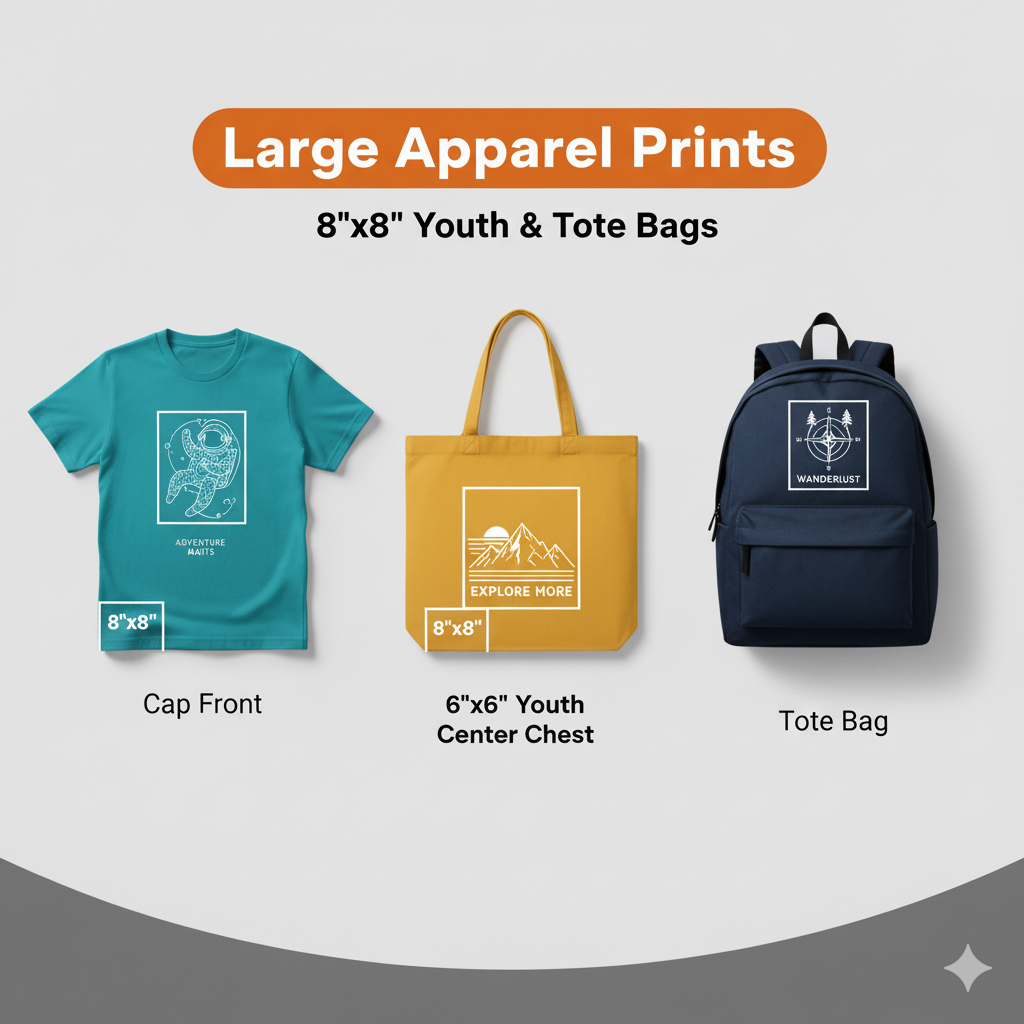 Large Apparel Prints
8"x8" Youth & Tote Bags
ADVENTURE
MAIITS
8"x8"
EXPLORE MORE
8"x8"
WANDERLUST
Cap Front
6"x6" Youth
Center Chest
Tote Bag